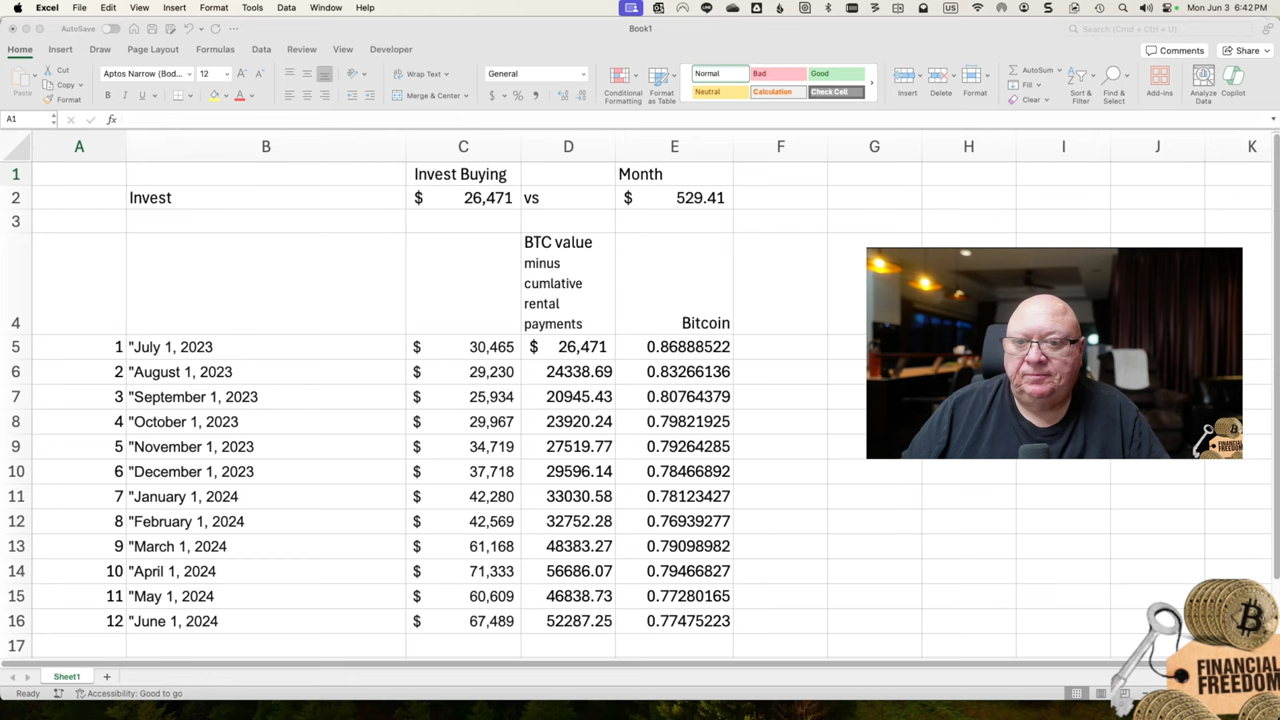 Excel File Edit View Insert Format Tools Data Window Help US Mon Jun 3 6:42 PM
AutoSave Book1 Search (Cmd + Ctrl + U)
Home Insert Draw Page Layout Formulas Data Review View Developer Comments Share
Paste Cut Copy Format Aptos Narrow (Bod... 12 Wrap Text Merge & Center General Conditional Formatting Format as Table Normal Bad Good Neutral Calculation Check Cell Insert Delete Format AutoSum Fill Clear Sort & Filter Find & Select Add-ins Analyze Data Copilot
A1 fx
A B C D E F G H I J K
1 Invest Buying Month
2 Invest $ 26,471 vs $ 529.41
3
BTC value
minus
cumlative
rental
4 payments Bitcoin
5 1 "July 1, 2023 $ 30,465 $ 26,471 0.86888522
6 2 "August 1, 2023 $ 29,230 24338.69 0.83266136
7 3 "September 1, 2023 $ 25,934 20945.43 0.80764379
8 4 "October 1, 2023 $ 29,967 23920.24 0.79821925
9 5 "November 1, 2023 $ 34,719 27519.77 0.79264285
10 6 "December 1, 2023 $ 37,718 29596.14 0.78466892
11 7 "January 1, 2024 $ 42,280 33030.58 0.78123427
12 8 "February 1, 2024 $ 42,569 32752.28 0.76939277
13 9 "March 1, 2024 $ 61,168 48383.27 0.79098982
14 10 "April 1, 2024 $ 71,333 56686.07 0.79466827
15 11 "May 1, 2024 $ 60,609 46838.73 0.77280165
16 12 "June 1, 2024 $ 67,489 52287.25 0.77475223
17
Sheet1
Ready Accessibility: Good to go
FINANCIAL
FREEDOM